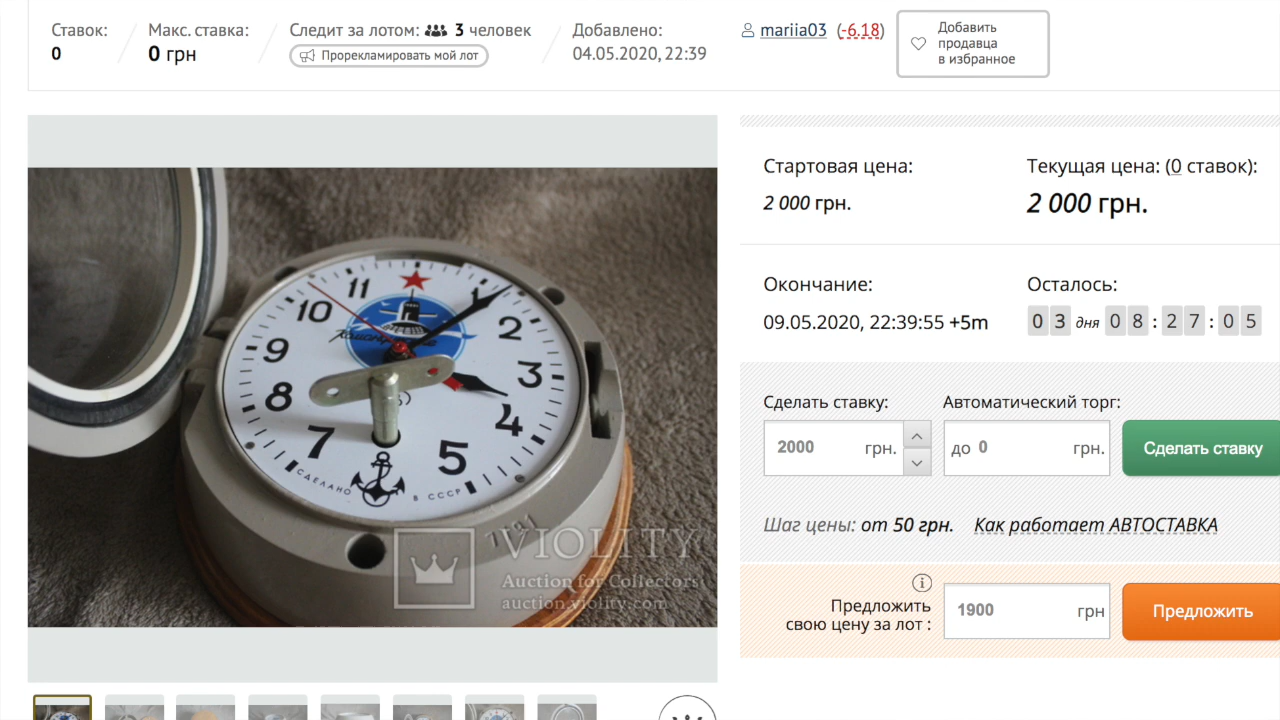 Ставок:
0
Макс. ставка:
0 грн
Следит за лотом: 3 человек
Прорекламировать мой лот
Добавлено:
04.05.2020, 22:39
mariia03 (-6.18)
Добавить
продавца
в избранное
Стартовая цена:
2 000 грн.
Текущая цена: (0 ставок):
2 000 грн.
Окончание:
09.05.2020, 22:39:55 +5m
Осталось:
03 дня 08:27:05
Сделать ставку:
2000 грн.
Автоматический торг:
до 0 грн.
Сделать ставку
Шаг цены: от 50 грн. Как работает АВТОСТАВКА
Предложить
свою цену за лот :
1900 грн
Предложить
11
10
9
8
7
5
4
3
2
СДЕЛАНО В СССР
VIOLITY
Auction for Collectors
auction.violity.com